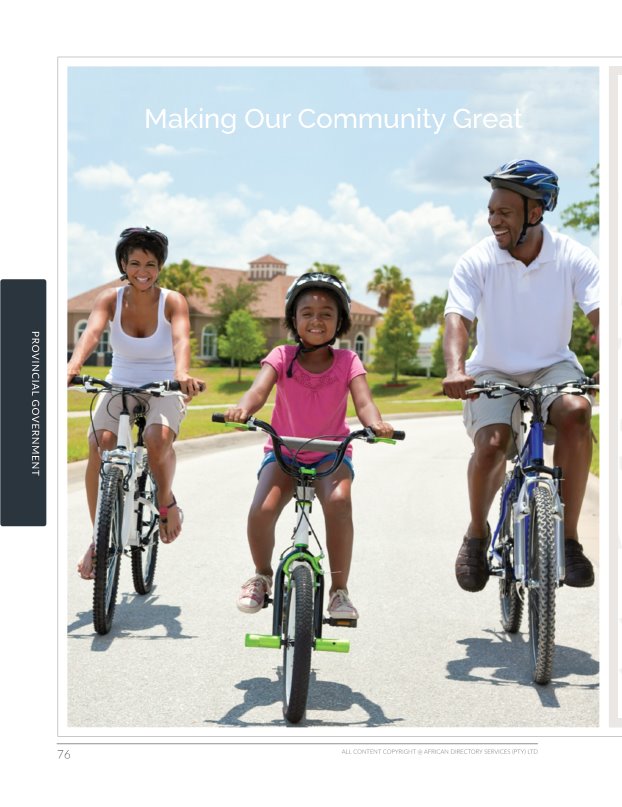 Making Our Community Great
PROVINCIAL GOVERNMENT
76
ALL CONTENT COPYRIGHT @ AFRICAN DIRECTORY SERVICES (PTY) LTD